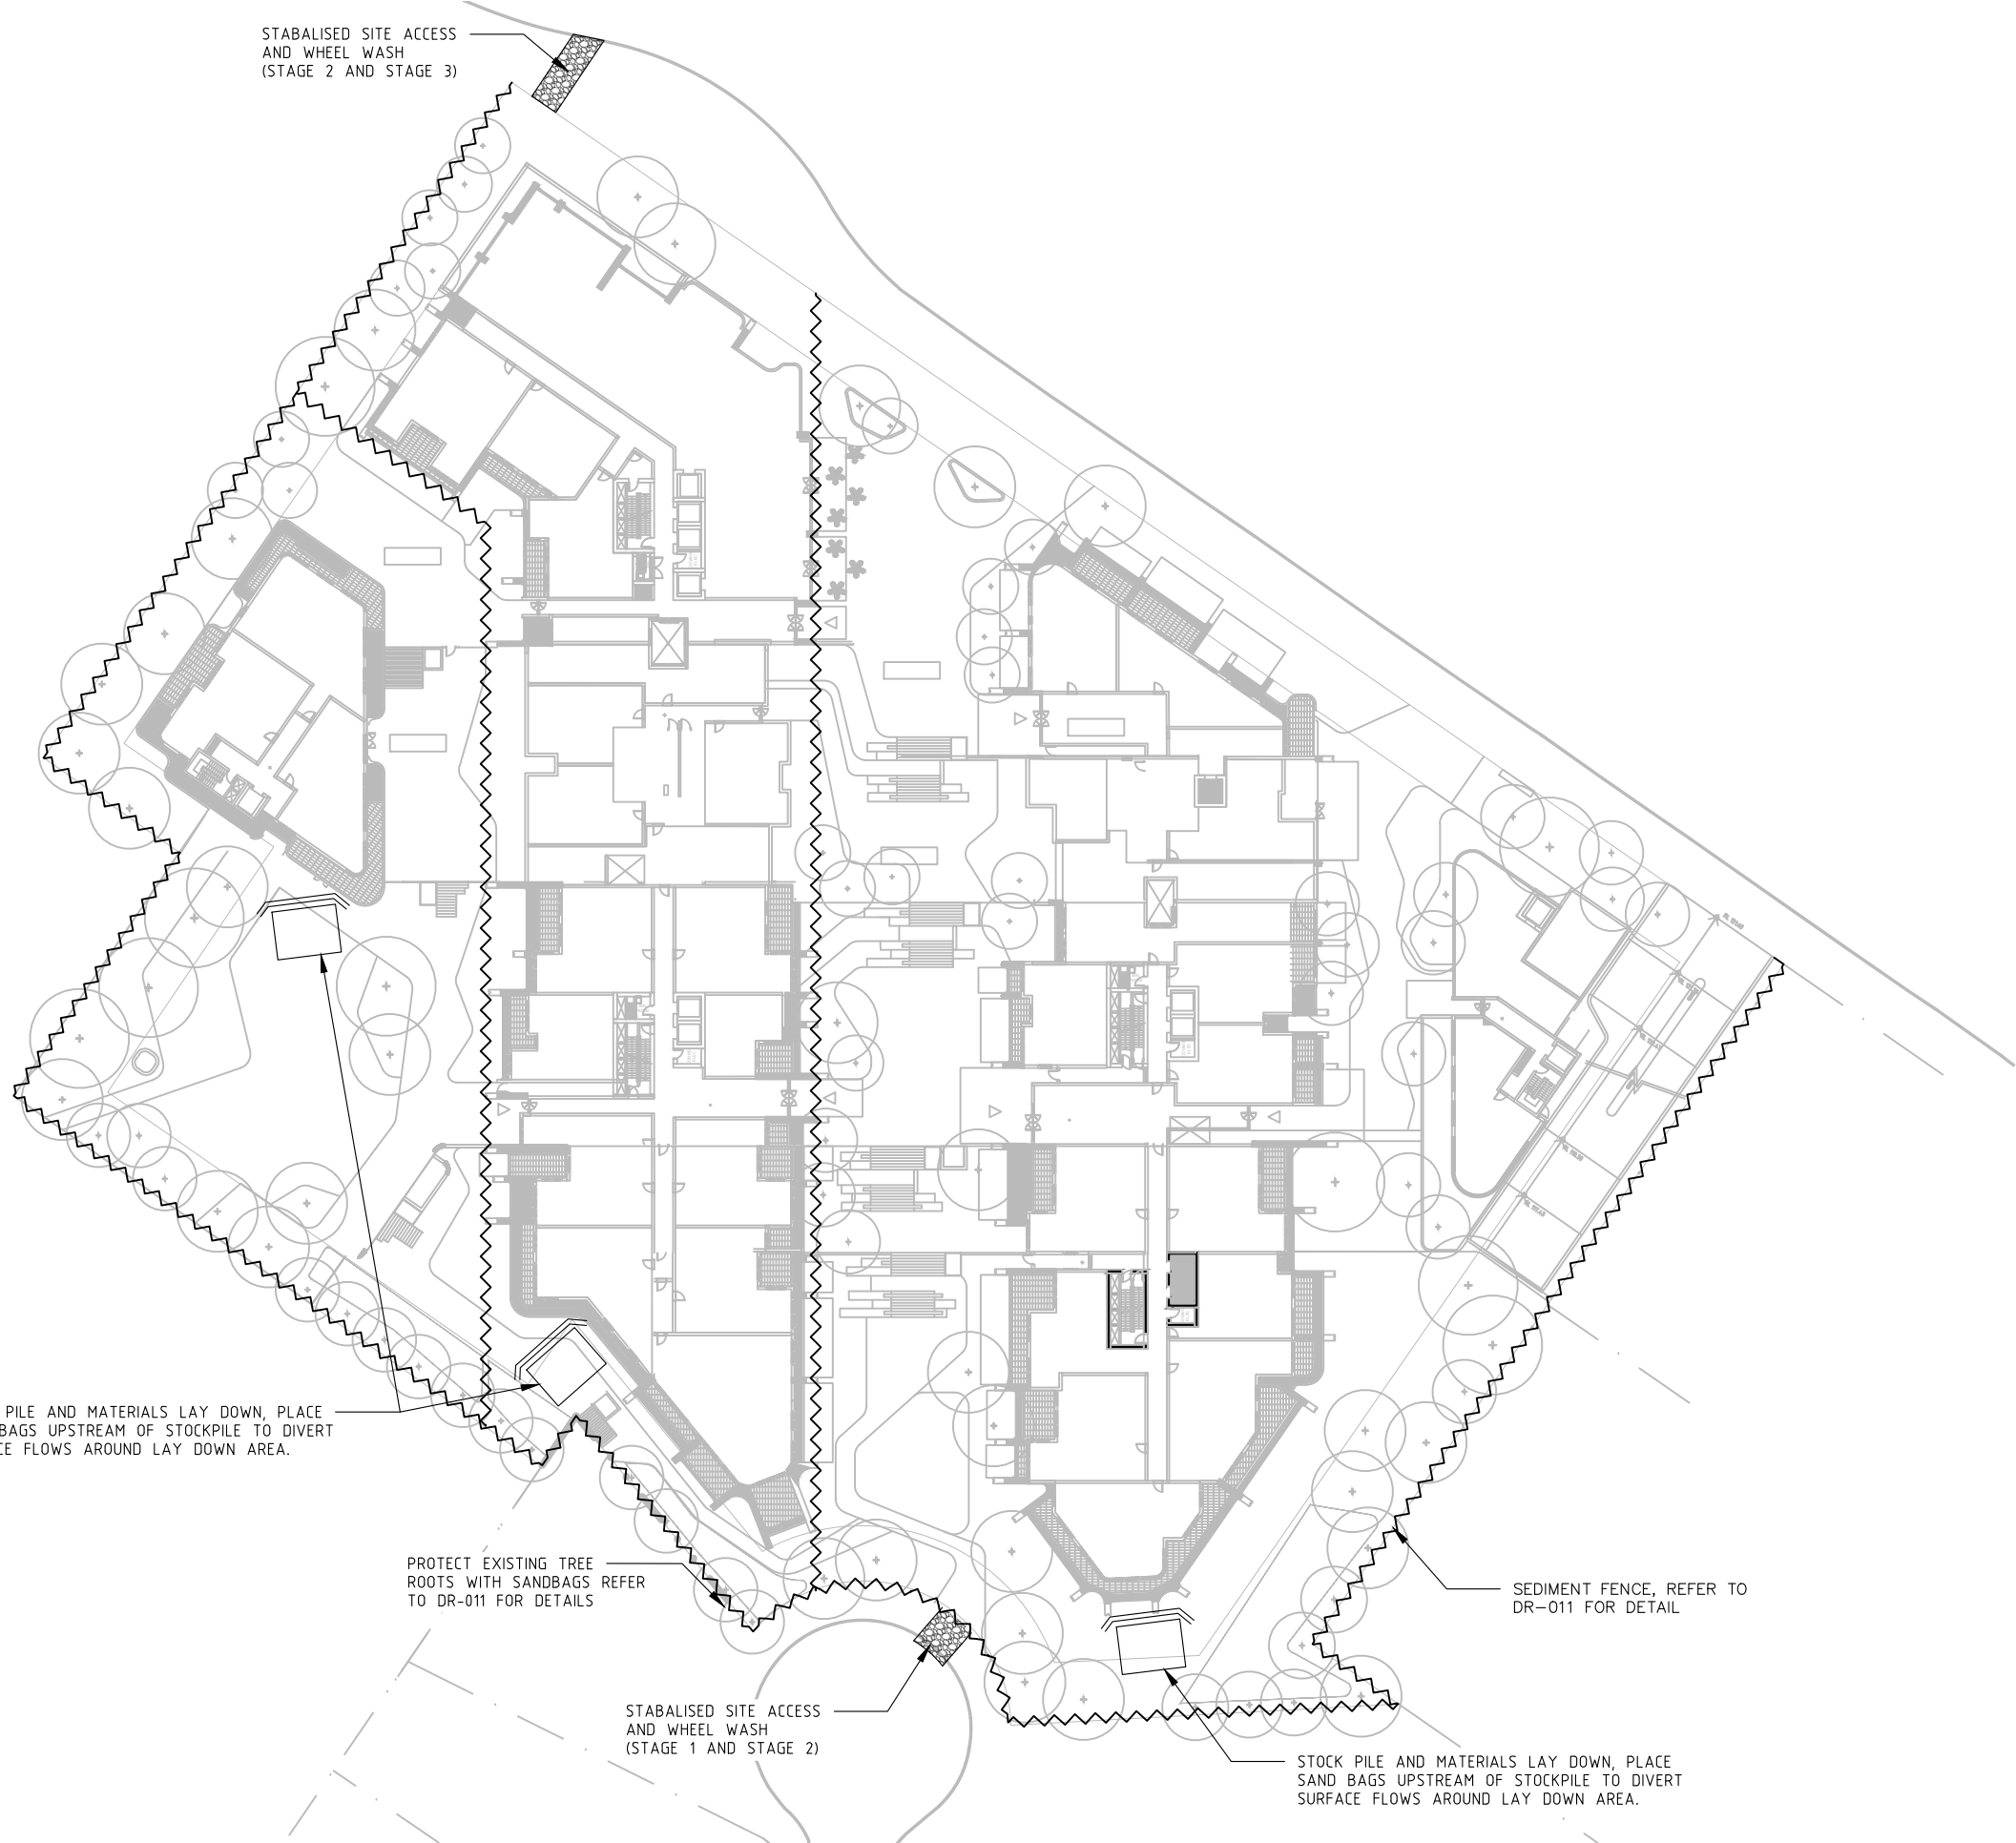 STABALISED SITE ACCESS
AND WHEEL WASH
(STAGE 2 AND STAGE 3)
PILE AND MATERIALS LAY DOWN, PLACE
BAGS UPSTREAM OF STOCKPILE TO DIVERT
CE FLOWS AROUND LAY DOWN AREA.
PROTECT EXISTING TREE
ROOTS WITH SANDBAGS REFER
TO DR-011 FOR DETAILS
SEDIMENT FENCE, REFER TO
DR-011 FOR DETAIL
STABALISED SITE ACCESS
AND WHEEL WASH
(STAGE 1 AND STAGE 2)
STOCK PILE AND MATERIALS LAY DOWN, PLACE
SAND BAGS UPSTREAM OF STOCKPILE TO DIVERT
SURFACE FLOWS AROUND LAY DOWN AREA.